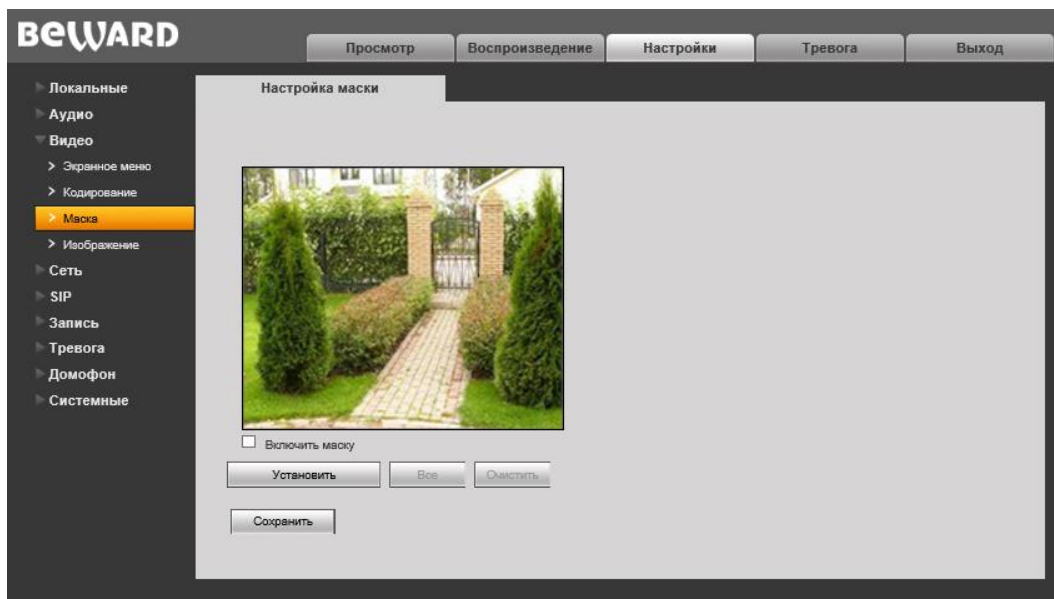 BEWARD
Просмотр
Воспроизведение
Настройки
Тревога
Выход
Локальные
Аудио
Видео
Экранное меню
Кодирование
Маска
Изображение
Сеть
SIP
Запись
Тревога
Домофон
Системные
Настройка маски
Включить маску
Установить
Все
Очистить
Сохранить